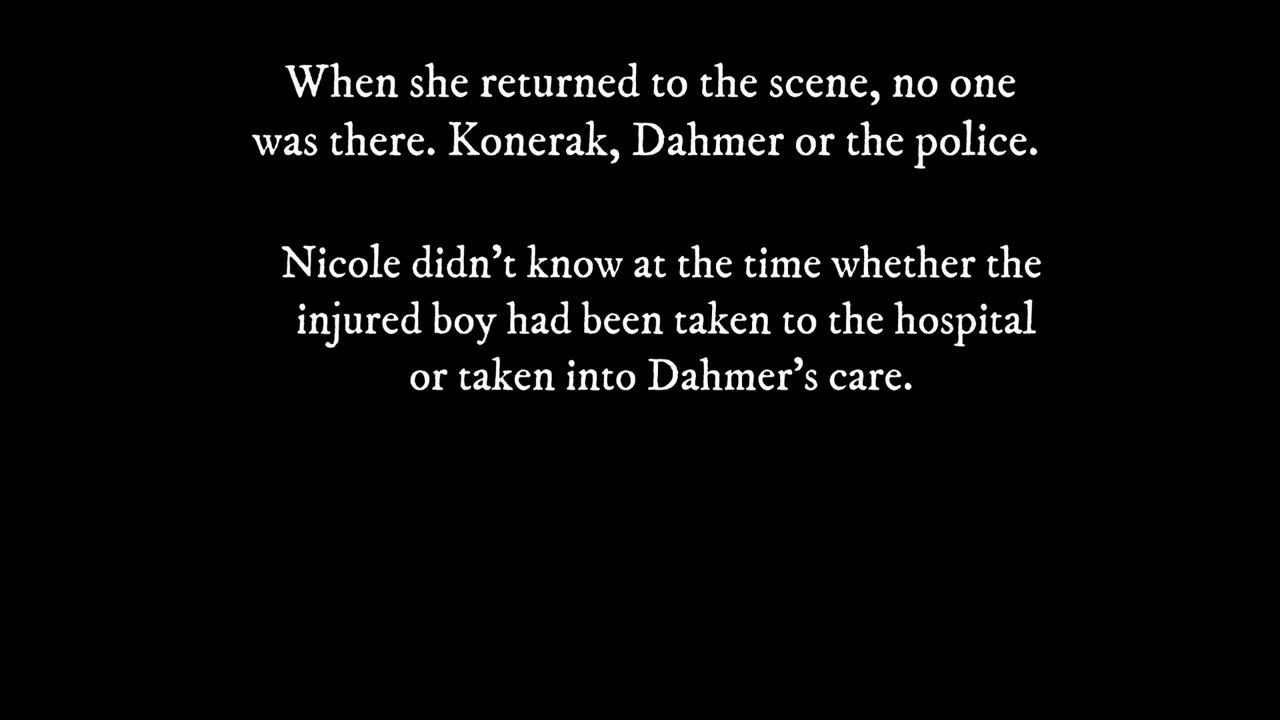 When she returned to the scene, no one
was there. Konerak, Dahmer or the police.
Nicole didn’t know at the time whether the
injured boy had been taken to the hospital
or taken into Dahmer’s care.